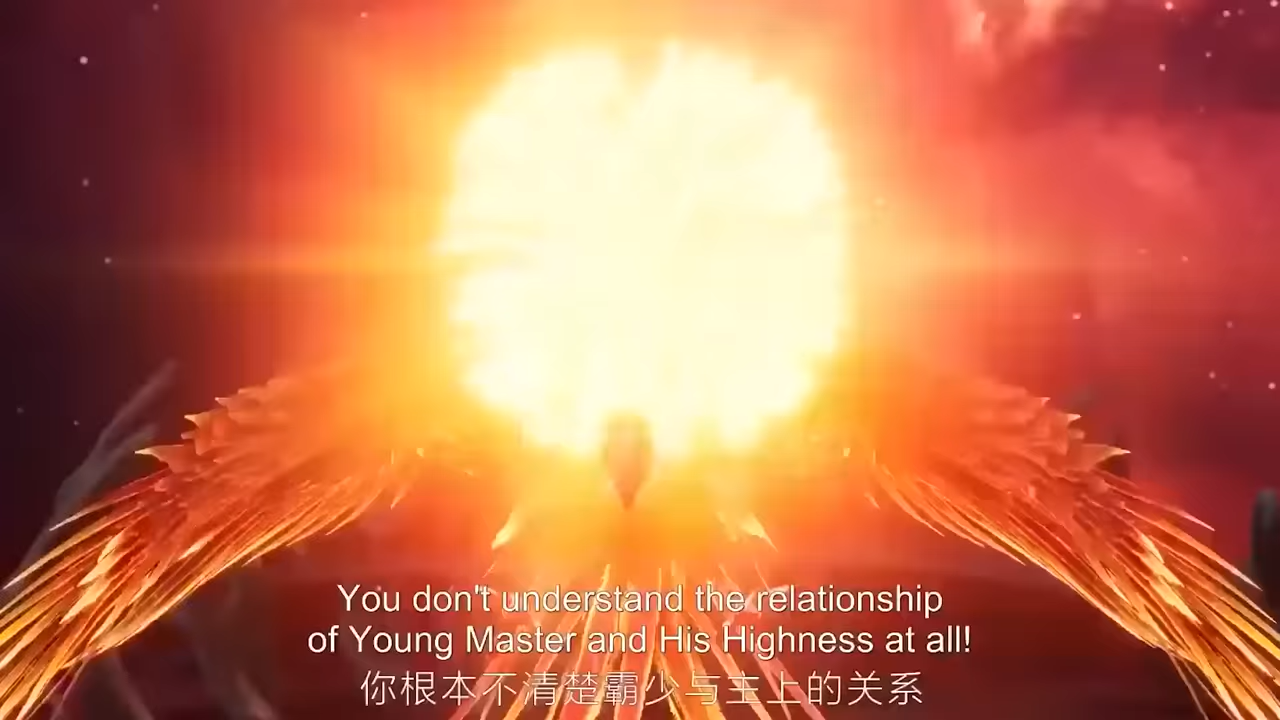 You don't understand the relationship
of Young Master and His Highness at all!
你根本不清楚霸少与主上的关系